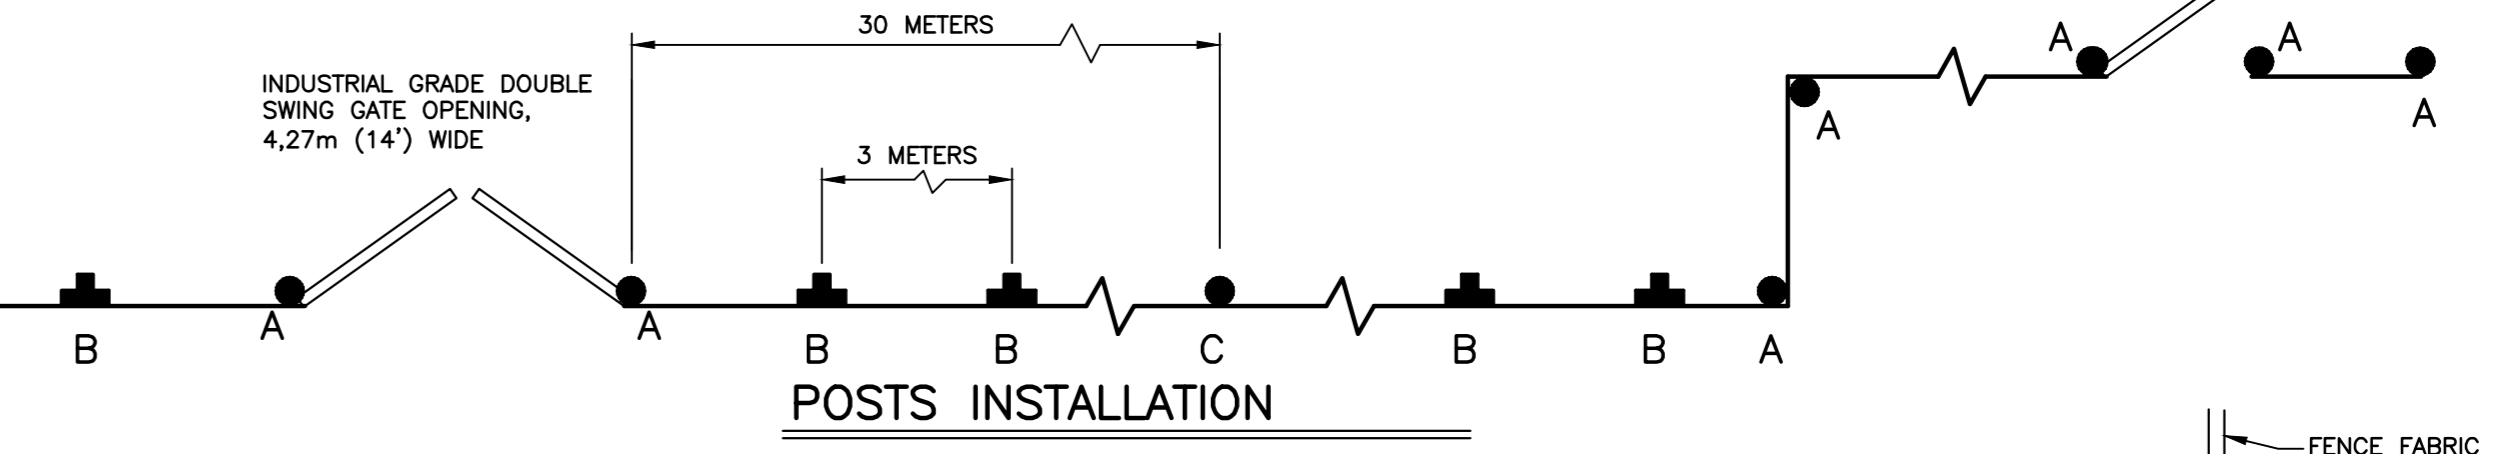 30 METERS
INDUSTRIAL GRADE DOUBLE
SWING GATE OPENING,
4,27m (14') WIDE
3 METERS
A
A
A
A
B
A
A
B
B
C
B
B
A
POSTS INSTALLATION
FENCE FABRIC